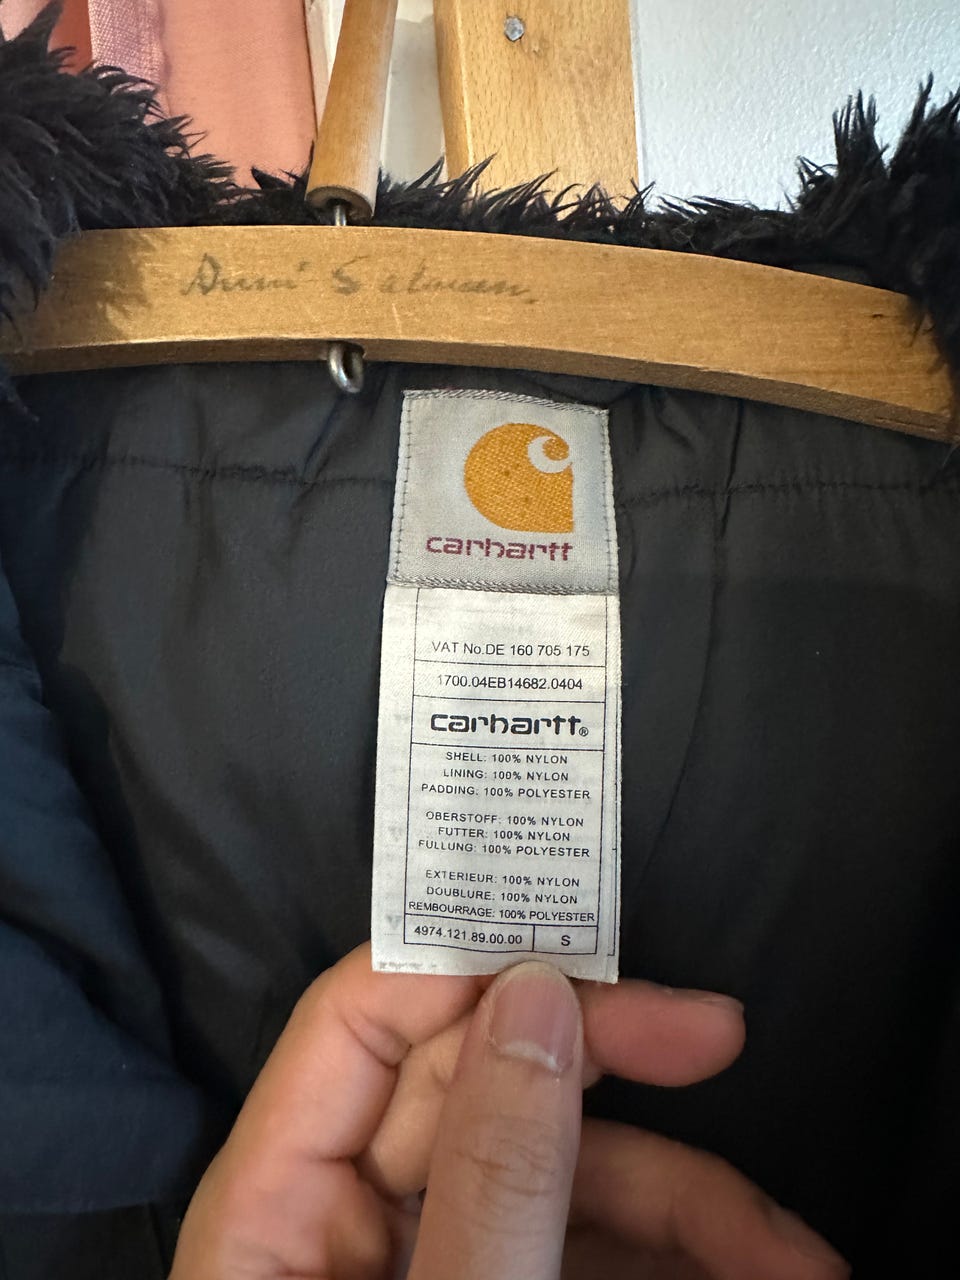 carhartt
VAT No.DE 160 705 175
1700.04EB14682.0404
carhartt®
SHELL: 100% NYLON
LINING: 100% NYLON
PADDING: 100% POLYESTER
OBERSTOFF: 100% NYLON
FUTTER: 100% NYLON
FULLUNG: 100% POLYESTER
EXTERIEUR: 100% NYLON
DOUBLURE: 100% NYLON
REMBOURRAGE: 100% POLYESTER
4974.121.89.00.00 S